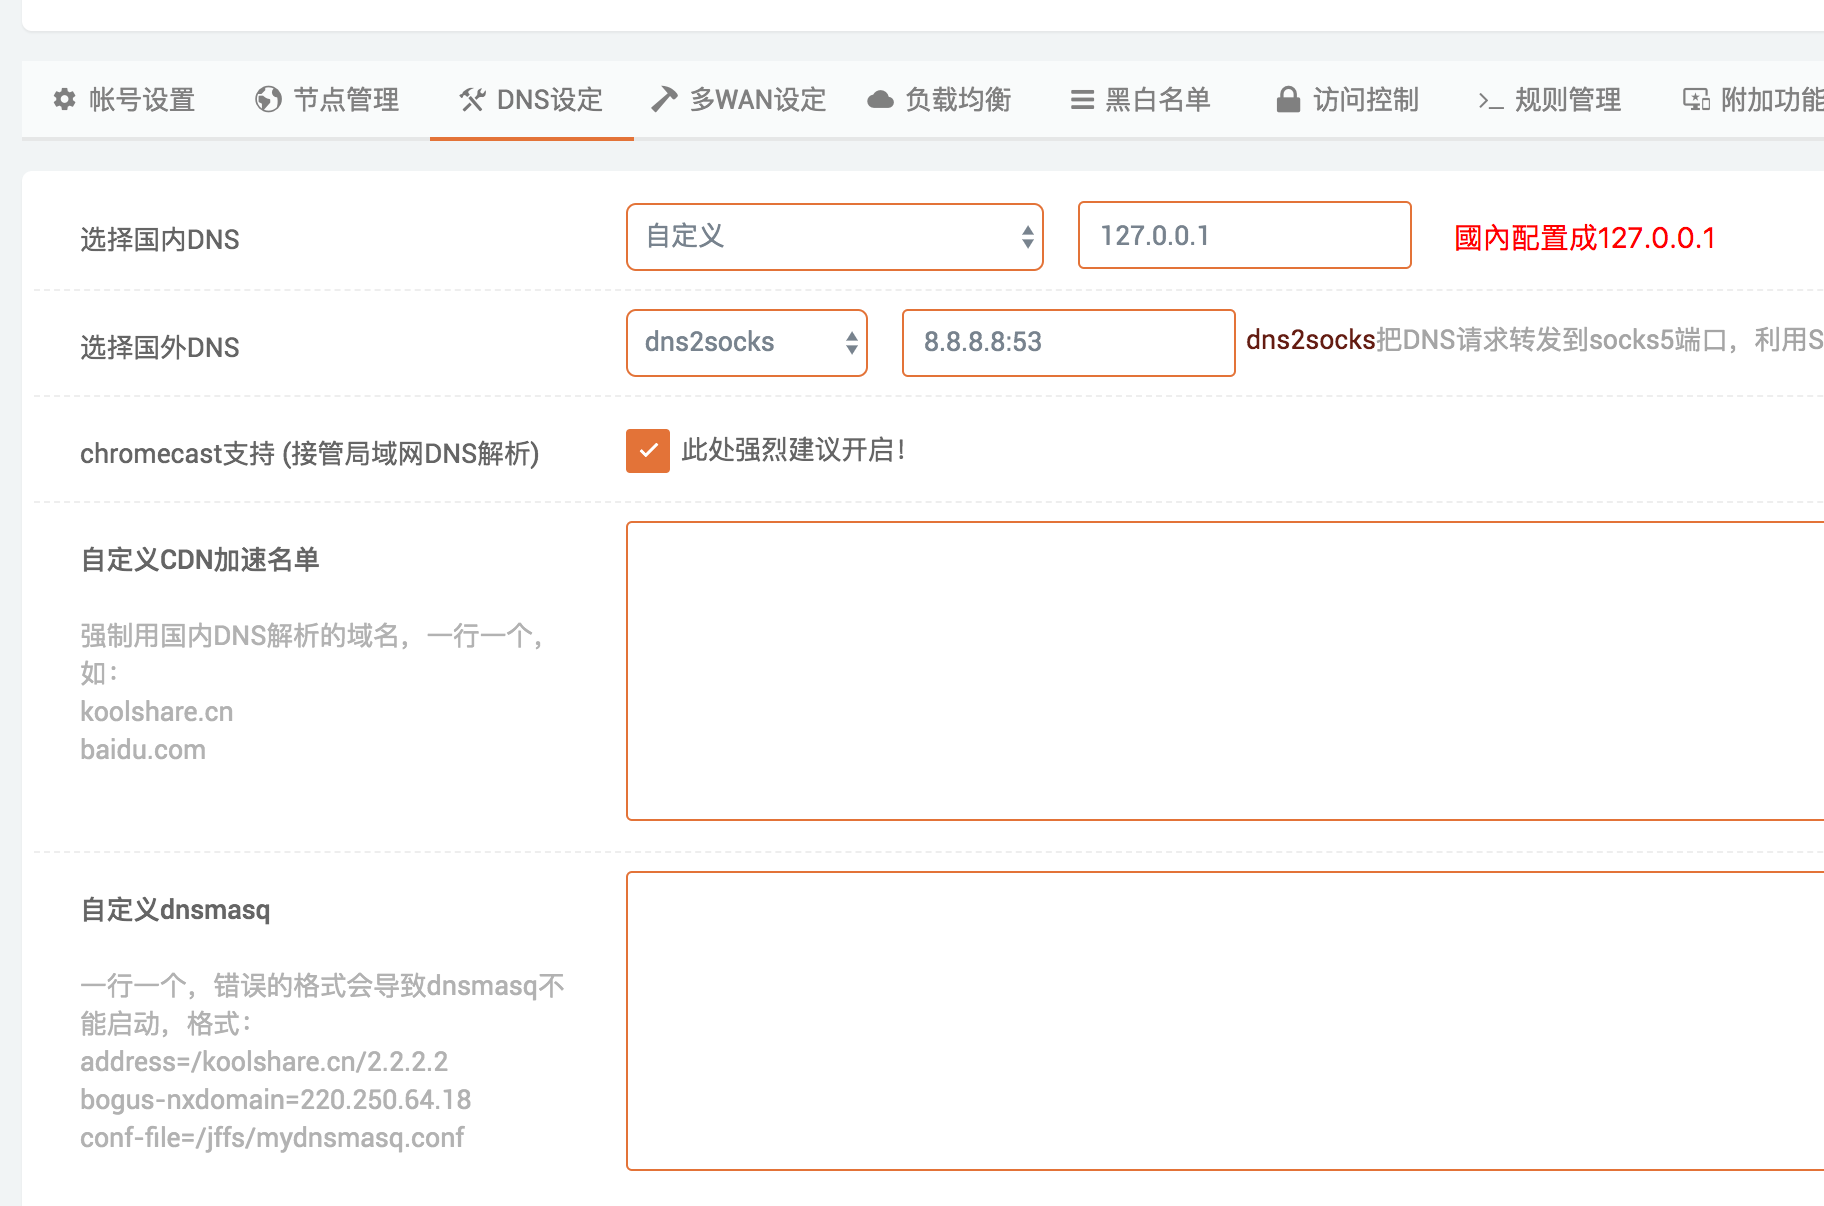 帐号设置 节点管理 DNS设定 多WAN设定 负载均衡 黑白名单 访问控制 规则管理 附加功能
选择国内DNS 自定义 127.0.0.1 國內配置成127.0.0.1
选择国外DNS dns2socks 8.8.8.8:53 dns2socks把DNS请求转发到socks5端口，利用S
chromecast支持 (接管局域网DNS解析) 此处强烈建议开启！
自定义CDN加速名单
强制用国内DNS解析的域名，一行一个，
如：
koolshare.cn
baidu.com
自定义dnsmasq
一行一个，错误的格式会导致dnsmasq不
能启动，格式：
address=/koolshare.cn/2.2.2.2
bogus-nxdomain=220.250.64.18
conf-file=/jffs/mydnsmasq.conf